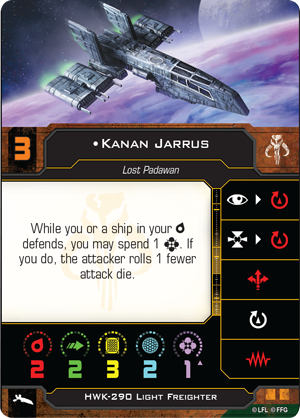 3
•Kanan Jarrus
Lost Padawan
While you or a ship in your
defends, you may spend 1 . If
you do, the attacker rolls 1 fewer
attack die.
2 2 3 2 1
HWK-290 Light Freighter
©LFL ©FFG